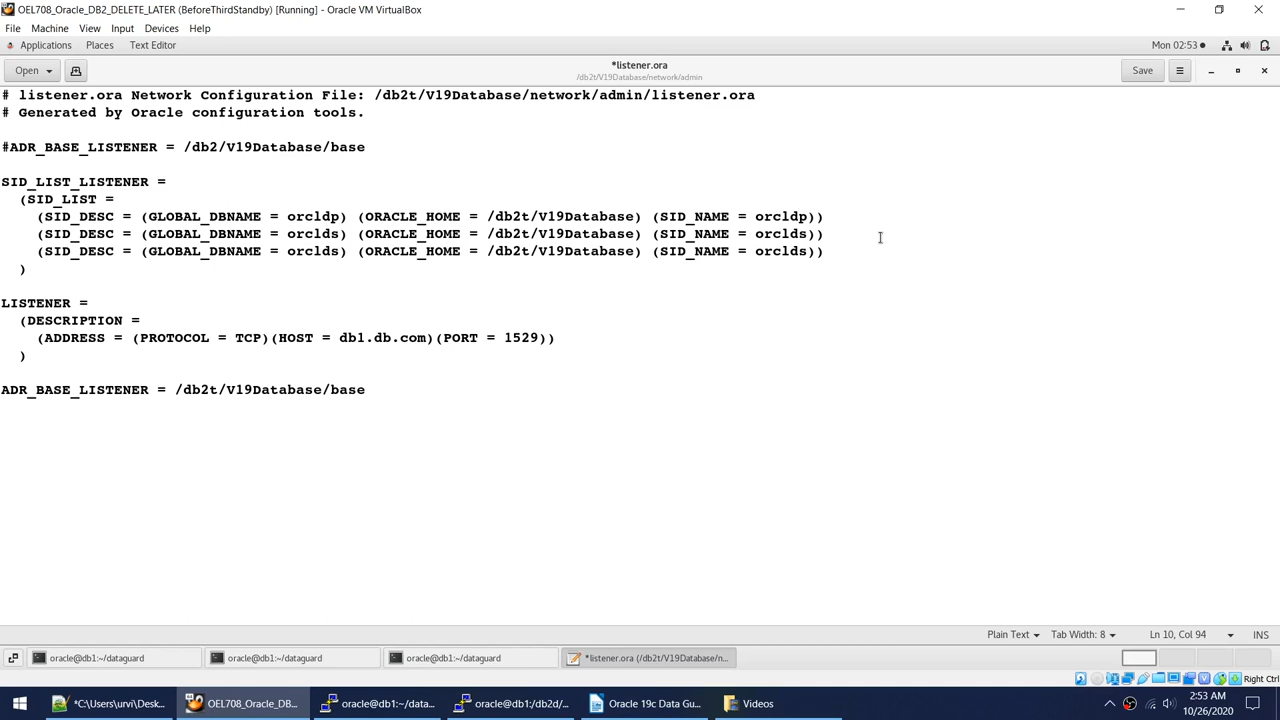 OEL708_Oracle_DB2_DELETE_LATER (BeforeThirdStandby) [Running] - Oracle VM VirtualBox
File Machine View Input Devices Help
Applications Places Text Editor Mon 02:53
Open *listener.ora Save
/db2t/V19Database/network/admin
# listener.ora Network Configuration File: /db2t/V19Database/network/admin/listener.ora
# Generated by Oracle configuration tools.
#ADR_BASE_LISTENER = /db2/V19Database/base
SID_LIST_LISTENER =
(SID_LIST =
(SID_DESC = (GLOBAL_DBNAME = orcldp) (ORACLE_HOME = /db2t/V19Database) (SID_NAME = orcldp))
(SID_DESC = (GLOBAL_DBNAME = orclds) (ORACLE_HOME = /db2t/V19Database) (SID_NAME = orclds))
(SID_DESC = (GLOBAL_DBNAME = orclds) (ORACLE_HOME = /db2t/V19Database) (SID_NAME = orclds))
)
LISTENER =
(DESCRIPTION =
(ADDRESS = (PROTOCOL = TCP)(HOST = db1.db.com)(PORT = 1529))
)
ADR_BASE_LISTENER = /db2t/V19Database/base
Plain Text Tab Width: 8 Ln 10, Col 94 INS
oracle@db1:~/dataguard oracle@db1:~/dataguard oracle@db1:~/dataguard *listener.ora (/db2t/V19Database/n...
Right Ctrl
*C:\Users\urvi\Desk... OEL708_Oracle_DB... oracle@db1:~/data... oracle@db1:/db2d/... Oracle 19c Data Gu... Videos
2:53 AM
10/26/2020